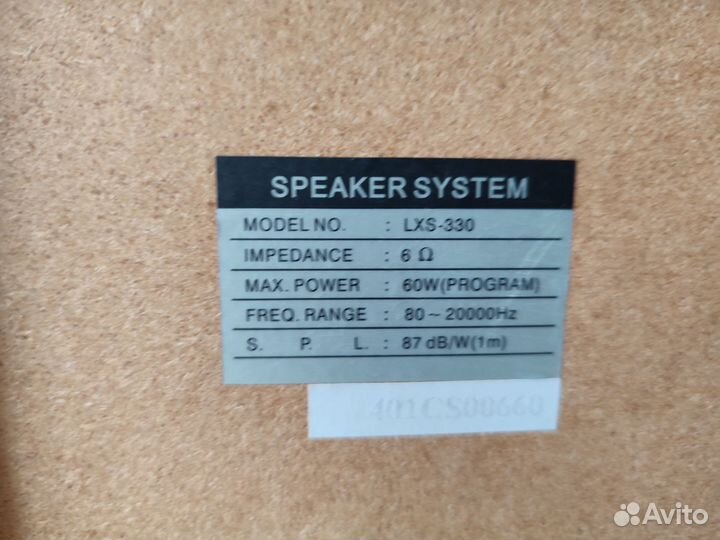 SPEAKER SYSTEM
MODEL NO. : LXS-330
IMPEDANCE : 6 Ω
MAX. POWER : 60W(PROGRAM)
FREQ. RANGE : 80 ~ 20000Hz
S. P. L. : 87 dB/W(1m)
401CS00660
Avito